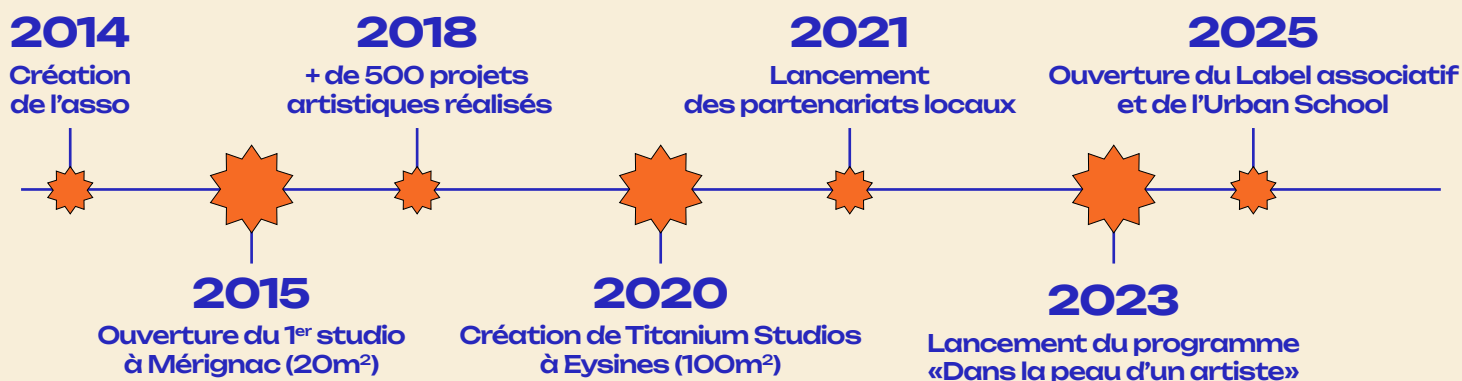 2014
Création
de l'asso
2015
Ouverture du 1er studio
à Mérignac (20m²)
2018
+ de 500 projets
artistiques réalisés
2020
Création de Titanium Studios
à Eysines (100m²)
2021
Lancement
des partenariats locaux
2023
Lancement du programme
«Dans la peau d'un artiste»
2025
Ouverture du Label associatif
et de l'Urban School